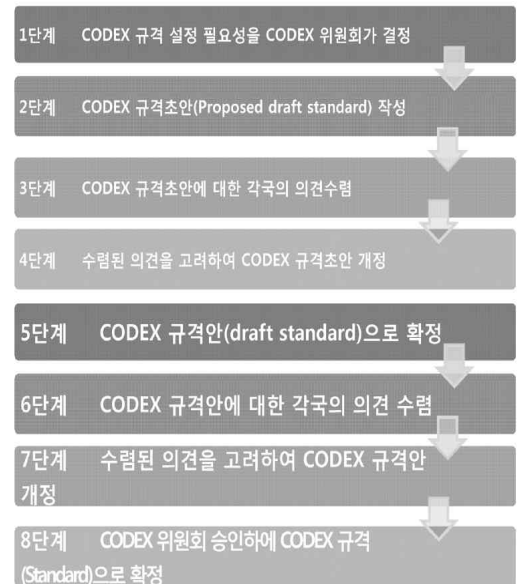 1단계 CODEX 규격 설정 필요성을 CODEX 위원회가 결정
2단계 CODEX 규격초안(Proposed draft standard) 작성
3단계 CODEX 규격초안에 대한 각국의 의견수렴
4단계 수렴된 의견을 고려하여 CODEX 규격초안 개정
5단계 CODEX 규격안(draft standard)으로 확정
6단계 CODEX 규격안에 대한 각국의 의견 수렴
7단계 수렴된 의견을 고려하여 CODEX 규격안
개정
8단계 CODEX 위원회 승인하에 CODEX 규격
(Standard)으로 확정